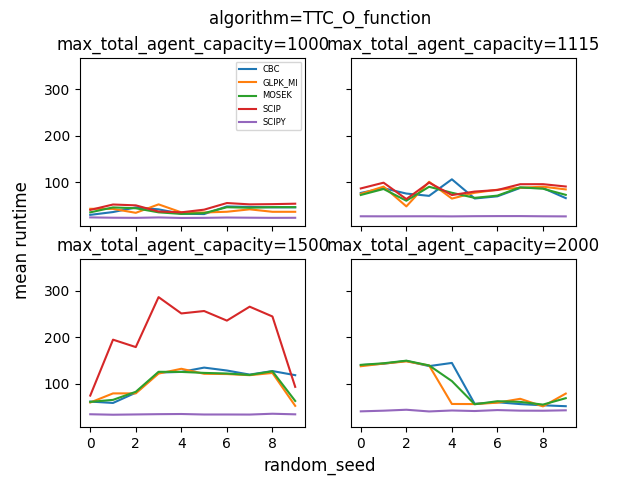 algorithm=TTC_O_function
max_total_agent_capacity=1000
max_total_agent_capacity=1115
300
200
100
CBC
GLPK_MI
MOSEK
SCIP
SCIPY
mean runtime
max_total_agent_capacity=1500
max_total_agent_capacity=2000
300
200
100
0 2 4 6 8
0 2 4 6 8
random_seed